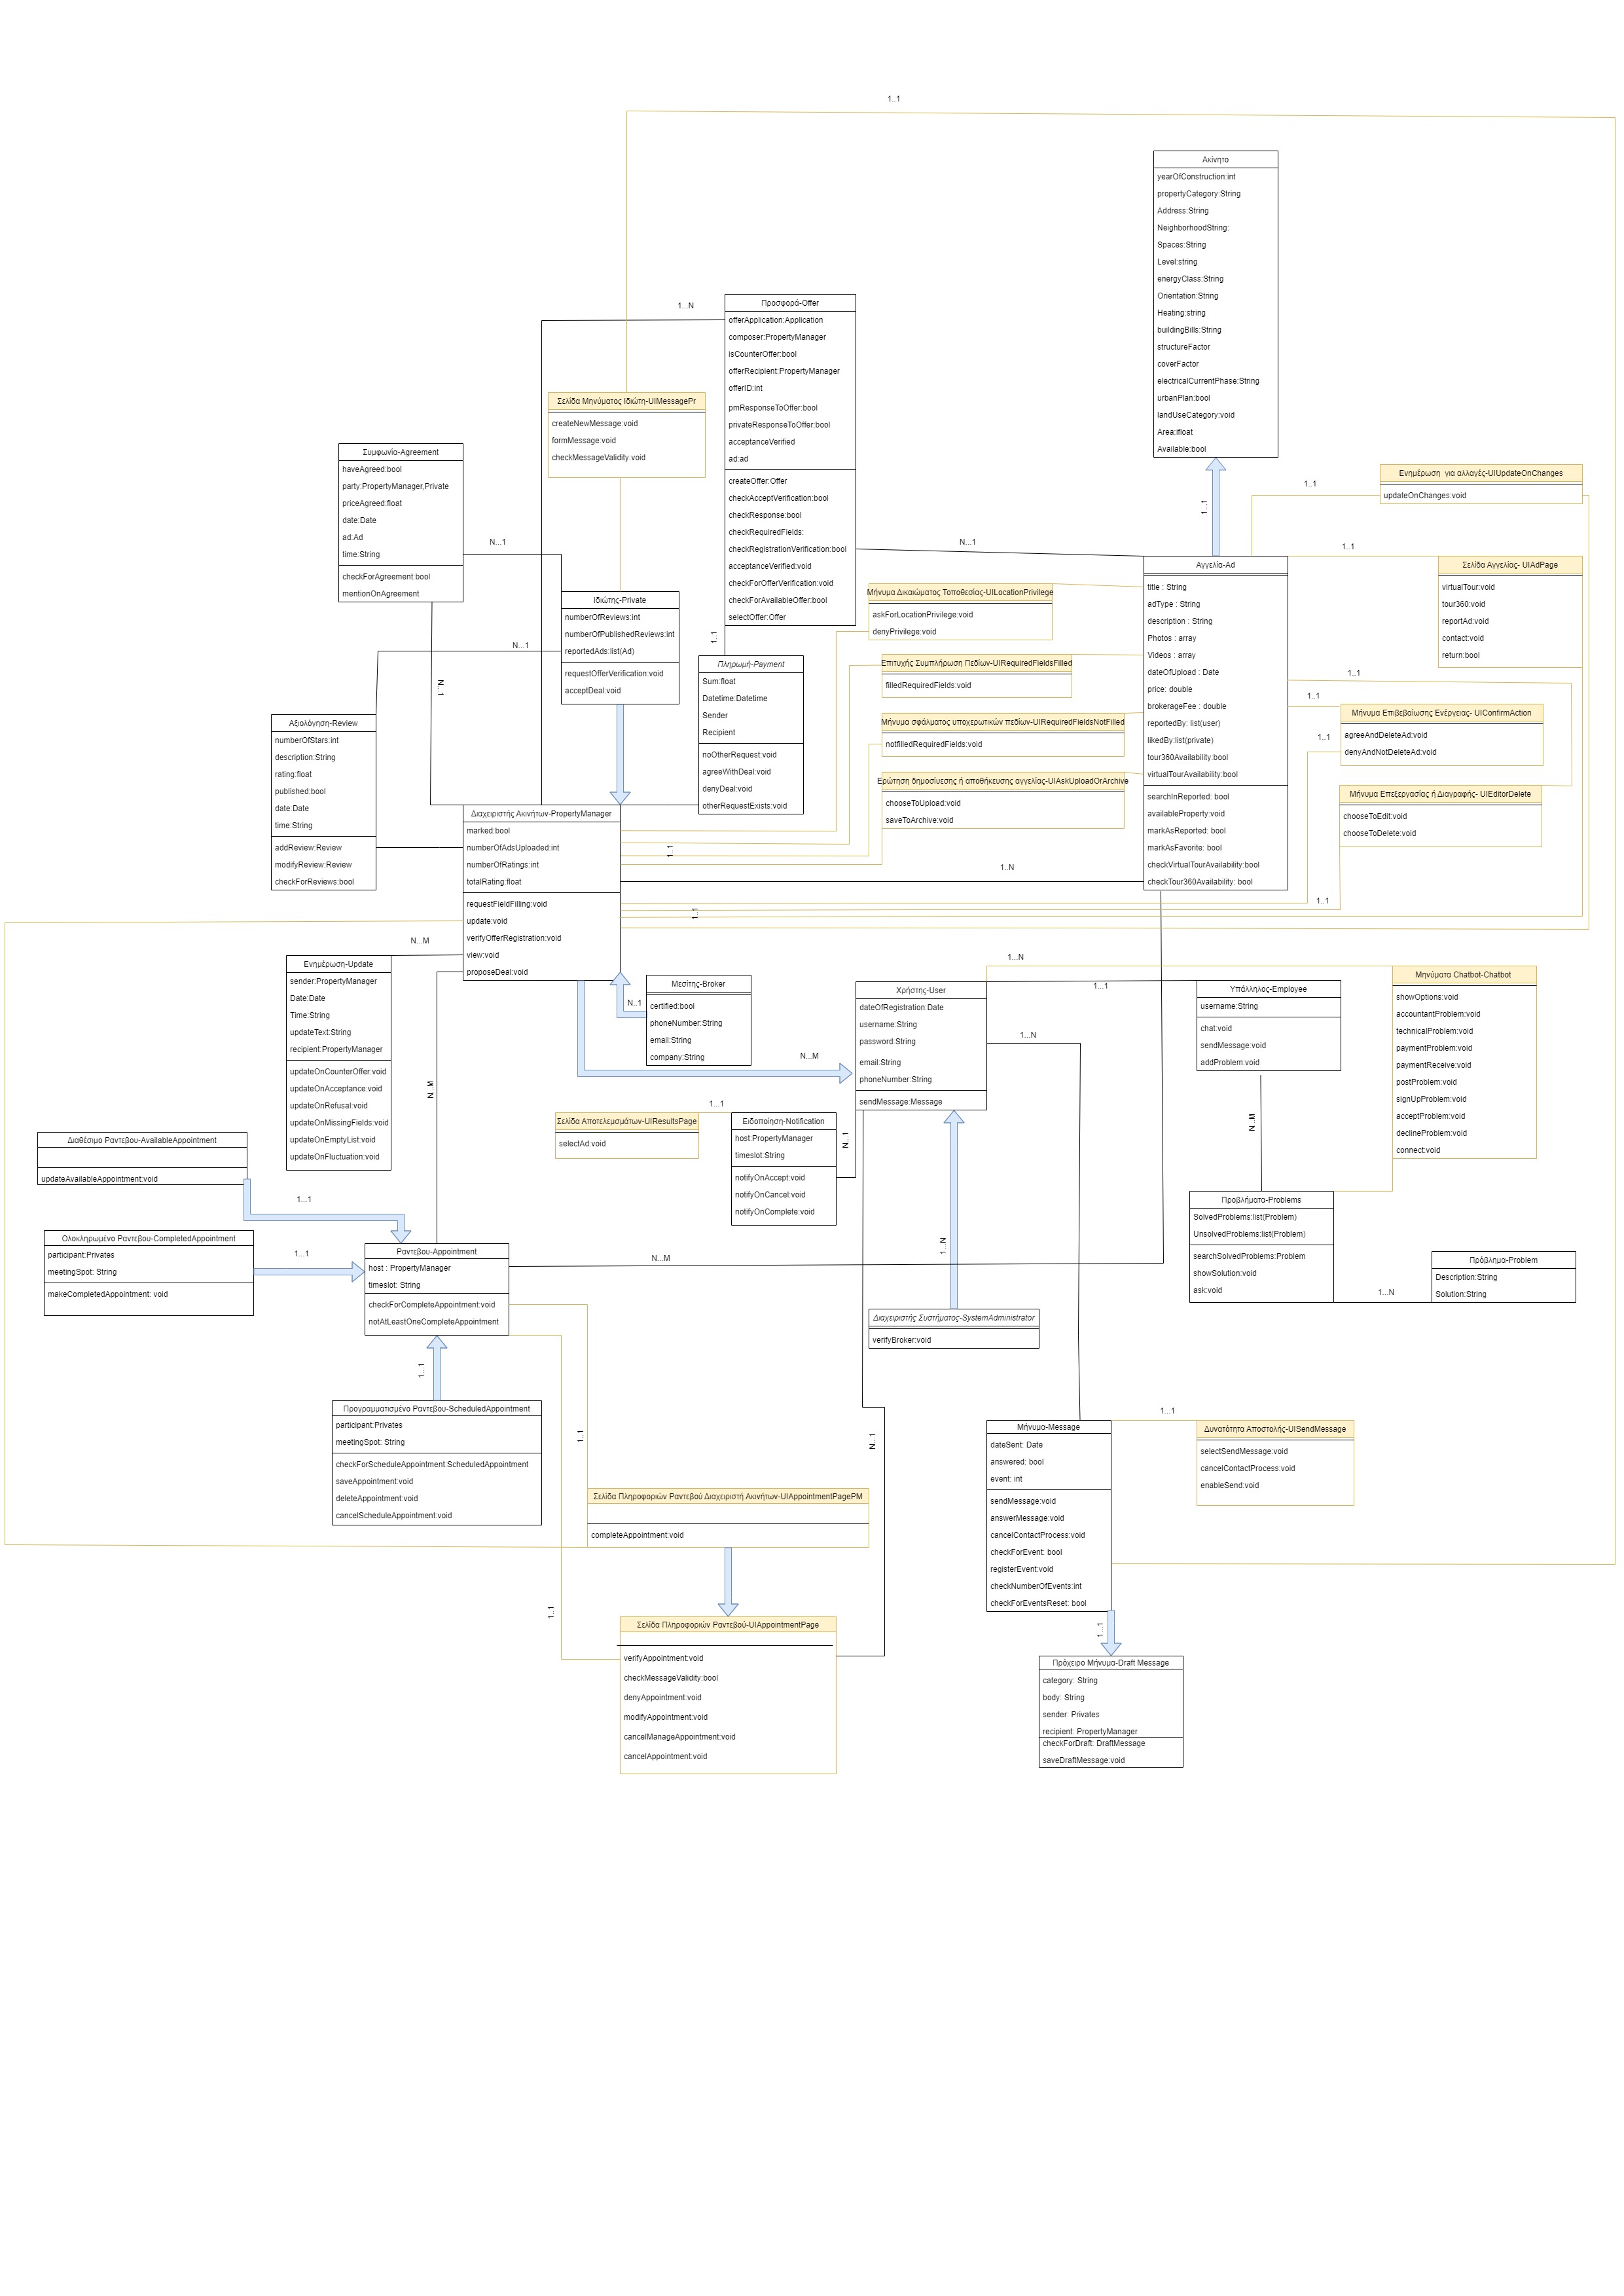 1..1
Ακίνητο
yearOfConstruction:int
propertyCategory:String
Address:String
NeighborhoodString:
Spaces:String
Level:string
energyClass:String
Orientation:String
Heating:string
buildingBills:String
structureFactor
coverFactor
electricalCurrentPhase:String
urbanPlan:bool
landUseCategory:void
Area:ifloat
Available:bool
1..1
1...N
Προσφορά-Offer
offerApplication:Application
composer:PropertyManager
isCounterOffer:bool
offerRecipient:PropertyManager
offerID:int
pmResponseToOffer:bool
privateResponseToOffer:bool
acceptanceVerified
ad:ad
createOffer:Offer
checkAcceptVerification:bool
checkResponse:bool
checkRequiredFields:
checkRegistrationVerification:bool
acceptanceVerified:void
checkForOfferVerification:void
checkForAvailableOffer:bool
selectOffer:Offer
Σελίδα Μηνύματος Ιδιώτη-UIMessagePr
createNewMessage:void
formMessage:void
checkMessageValidity:void
Συμφωνία-Agreement
haveAgreed:bool
party:PropertyManager,Private
priceAgreed:float
date:Date
ad:Ad
time:String
checkForAgreement:bool
mentionOnAgreement
N...1
N...1
Ενημέρωση  για αλλαγές-UIUpdateOnChanges
updateOnChanges:void
1..1
1..1
Αγγελία-Ad
title : String
adType : String
description : String
Photos : array
Videos : array
dateOfUpload : Date
price: double
brokerageFee : double
reportedBy: list(user)
likedBy:list(private)
tour360Availability:bool
virtualTourAvailability:bool
searchInReported: bool
availableProperty:void
markAsReported: bool
markAsFavorite: bool
checkVirtualTourAvailability:bool
checkTour360Availability: bool
Σελίδα Αγγελίας- UIAdPage
virtualTour:void
tour360:void
reportAd:void
contact:void
return:bool
Ιδιώτης-Private
numberOfReviews:int
numberOfPublishedReviews:int
reportedAds:list(Ad)
requestOfferVerification:void
acceptDeal:void
N...1
1..1
Μήνυμα Δικαιώματος Τοποθεσίας-UILocationPrivilege
askForLocationPrivilege:void
denyPrivilege:void
Πληρωμή-Payment
Sum:float
Datetime:Datetime
Sender
Recipient
noOtherRequest:void
agreeWithDeal:void
denyDeal:void
otherRequestExists:void
Επιτυχής Συμπλήρωση Πεδίων-UIRequiredFieldsFilled
filledRequiredFields:void
1...N
1..1
1..1
Μήνυμα Επιβεβαίωσης Ενέργειας- UIConfirmAction
agreeAndDeleteAd:void
denyAndNotDeleteAd:void
1..1
Μήνυμα σφάλματος υποχερωτικών πεδίων-UIRequiredFieldsNotFilled
notfilledRequiredFields:void
Αξιολόγηση-Review
numberOfStars:int
description:String
rating:float
published:bool
date:Date
time:String
addReview:Review
modifyReview:Review
checkForReviews:bool
Ερώτηση δημοσίευσες ή αποθήκευσης αγγελίας-UIAskUploadOrArchive
chooseToUpload:void
saveToArchive:void
Μήνυμα Επεξεργασίας ή Διαγραφής- UIEditorDelete
chooseToEdit:void
chooseToDelete:void
Διαχειριστής Ακινήτων-PropertyManager
marked:bool
numberOfAdsUploaded:int
numberOfRatings:int
totalRating:float
requestFieldFilling:void
update:void
verifyOfferRegistration:void
view:void
proposeDeal:void
1..1
1..N
1..1
1..1
N...M
Ενημέρωση-Update
sender:PropertyManager
Date:Date
Time:String
updateText:String
recipient:PropertyManager
updateOnCounterOffer:void
updateOnAcceptance:void
updateOnRefusal:void
updateOnMissingFields:void
updateOnEmptyList:void
updateOnFluctuation:void
Μεσίτης-Broker
certified:bool
phoneNumber:String
email:String
company:String
N..1
Χρήστης-User
dateOfRegistration:Date
username:String
password:String
email:String
phoneNumber:String
sendMessage:Message
1...N
1...1
1...N
N...M
Υπάλληλος-Employee
username:String
chat:void
sendMessage:void
addProblem:void
Μηνύματα Chatbot-Chatbot
showOptions:void
accountantProblem:void
technicalProblem:void
paymentProblem:void
paymentReceive:void
postProblem:void
signUpProblem:void
acceptProblem:void
declineProblem:void
connect:void
N..M
N...M
1...1
Σελίδα Αποτελεσμάτων-UIResultsPage
selectAd:void
Ειδοποίηση-Notification
host:PropertyManager
timeslot:String
notifyOnAccept:void
notifyOnCancel:void
notifyOnComplete:void
N..1
Διαθέσιμο Ραντεβου-AvailableAppointment
updateAvailableAppointment:void
1...1
Ολοκληρωμένο Ραντεβου-CompletedAppointment
participant:Privates
meetingSpot: String
makeCompletedAppointment: void
1...1
Ραντεβου-Appointment
host : PropertyManager
timeslot: String
checkForCompleteAppointment:void
notAtLeastOneCompleteAppointment
N...M
1...N
Προβλήματα-Problems
SolvedProblems:list(Problem)
UnsolvedProblems:list(Problem)
searchSolvedProblems:Problem
showSolution:void
ask:void
1...N
Πρόβλημα-Problem
Description:String
Solution:String
Διαχειριστής Συστήματος-SystemAdministrator
verifyBroker:void
1...1
Προγραμματισμένο Ραντεβου-ScheduledAppointment
participant:Privates
meetingSpot: String
checkForScheduleAppointment:ScheduledAppointment
saveAppointment:void
deleteAppointment:void
cancelScheduleAppointment:void
1..1
N...1
Μήνυμα-Message
dateSent: Date
answered: bool
event: int
sendMessage:void
answerMessage:void
cancelContactProcess:void
checkForEvent: bool
registerEvent:void
checkNumberOfEvents:int
checkForEventsReset: bool
1...1
Δυνατότητα Αποστολής-UISendMessage
selectSendMessage:void
cancelContactProcess:void
enableSend:void
Σελίδα Πληροφοριών Ραντεβού Διαχειριστή Ακινήτων-UIAppointmentPagePM
completeAppointment:void
1..1
Σελίδα Πληροφοριών Ραντεβού-UIAppointmentPage
verifyAppointment:void
checkMessageValidity:bool
denyAppointment:void
modifyAppointment:void
cancelManageAppointment:void
cancelAppointment:void
1...1
Πρόχειρο Μήνυμα-Draft Message
category: String
body: String
sender: Privates
recipient: PropertyManager
checkForDraft: DraftMessage
saveDraftMessage:void